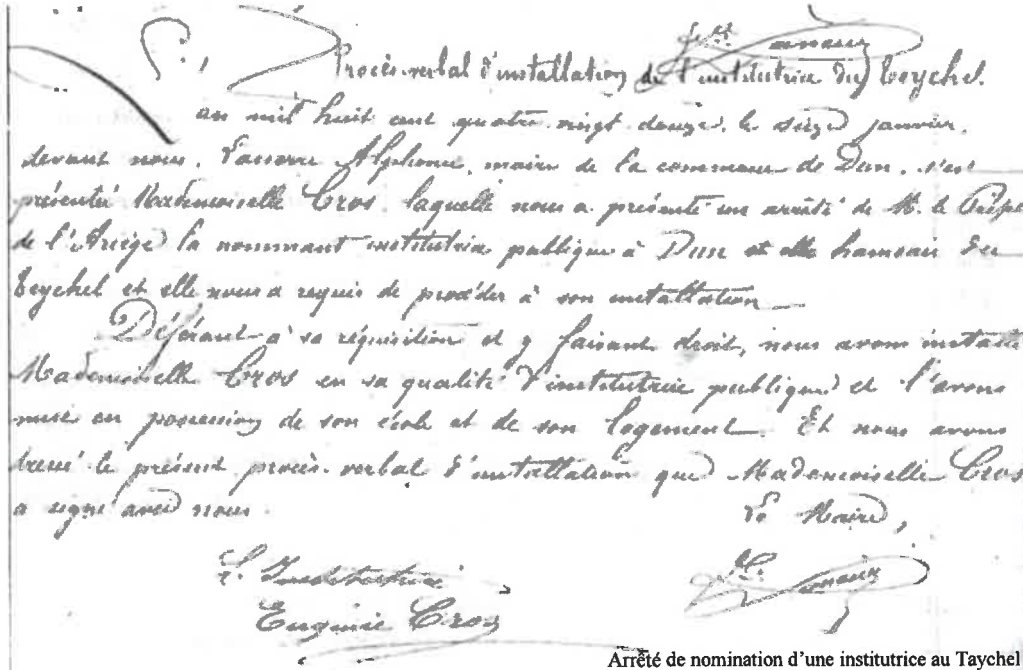 Procès-verbal d'installation de l'institutrice du Teychel.
L'an mil huit cent quatre vingt douze, le seize janvier,
devant nous, Alphonse, maire de la commune de Dun, s'est
présentée Mademoiselle Cros, laquelle nous a présenté un arrêté de M. le Préfet
de l'Ariège la nommant institutrice publique à Dun et elle hameau du
Teychel et elle nous a requis de procéder à son installation
Déférant à sa réquisition et y faisant droit, nous avons installé
Mademoiselle Cros en sa qualité d'institutrice publique et l'avons
mise en possession de son école et de son logement. Et nous avons
dressé le présent procès-verbal d'installation que Mademoiselle Cros
a signé avec nous.
Le Maire,
L'Institutrice
Eugénie Cros
Arrêté de nomination d'une institutrice au Taychel